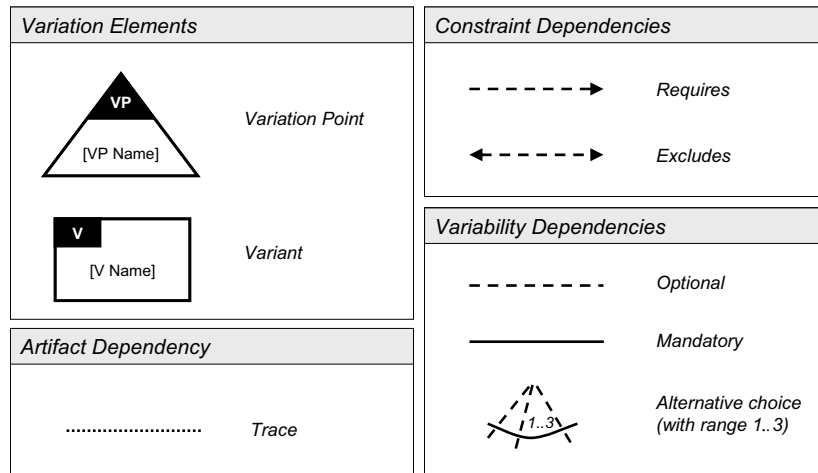 Variation Elements
VP
[VP Name]
Variation Point
V
[V Name]
Variant
Artifact Dependency
Trace
Constraint Dependencies
Requires
Excludes
Variability Dependencies
Optional
Mandatory
1..3
Alternative choice
(with range 1..3)